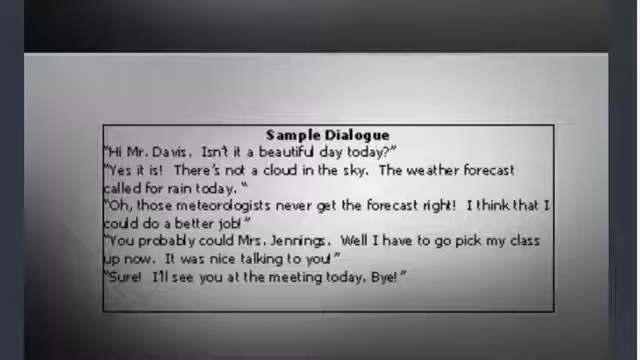 Sample Dialogue
"Hi Mr. Davis. Isn't it a beautiful day today?"
"Yes it is! There's not a cloud in the sky. The weather forecast
called for rain today. "
"Oh, those meteorologists never get the forecast right! I think that I
could do a better job!"
"You probably could Mrs. Jennings. Well I have to go pick my class
up now. It was nice talking to you!"
"Sure! I'll see you at the meeting today. Bye!"